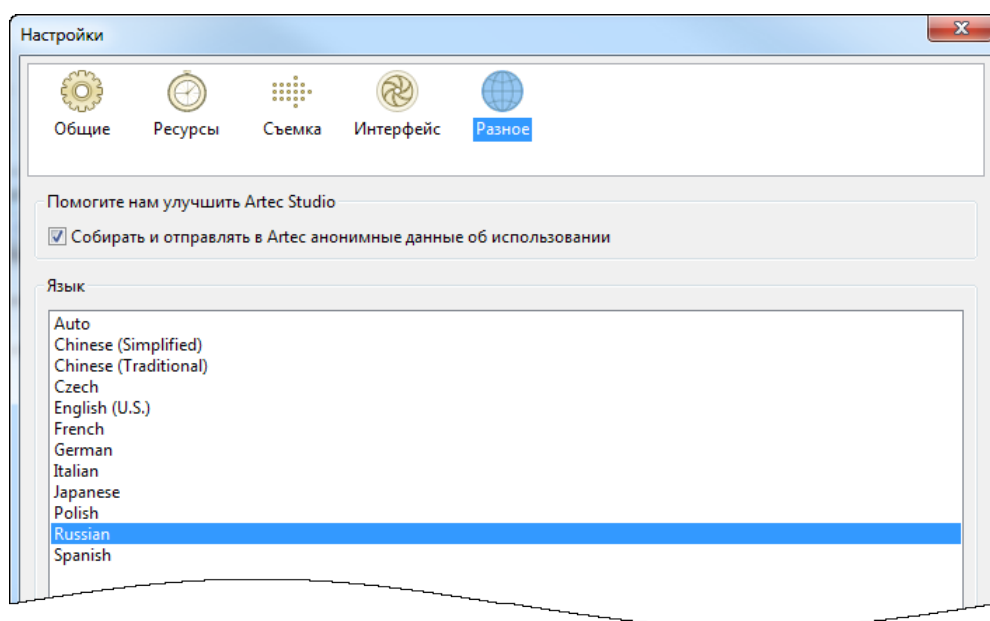 Настройки
Общие Ресурсы Съемка Интерфейс Разное
Помогите нам улучшить Artec Studio
Собирать и отправлять в Artec анонимные данные об использовании
Язык
Auto
Chinese (Simplified)
Chinese (Traditional)
Czech
English (U.S.)
French
German
Italian
Japanese
Polish
Russian
Spanish